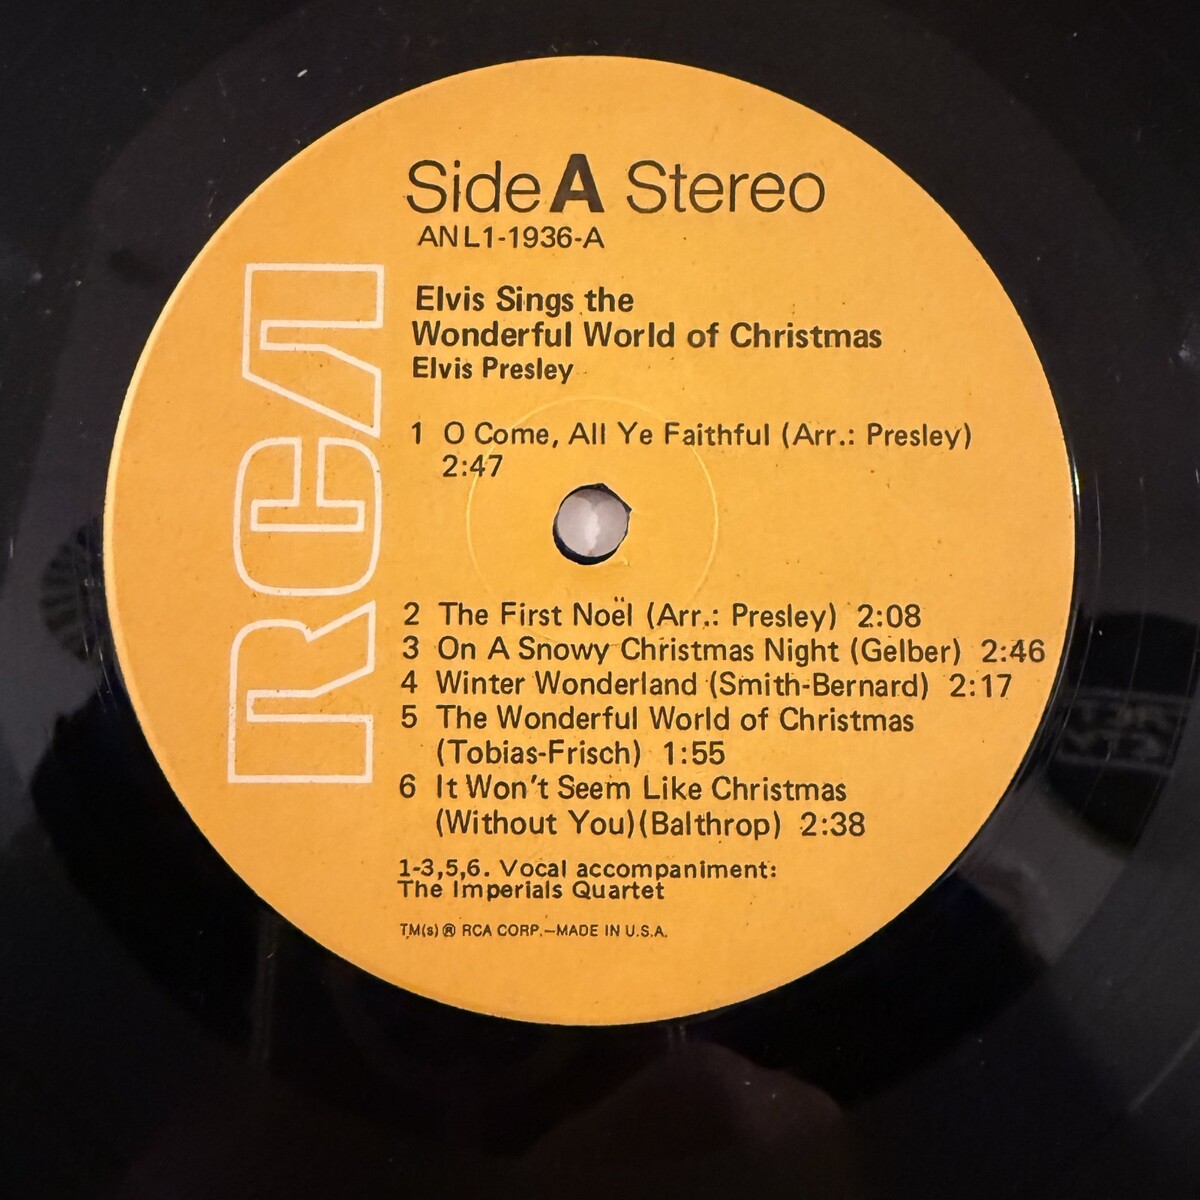 Side A Stereo
ANL1-1936-A
RCA
Elvis Sings the
Wonderful World of Christmas
Elvis Presley
1 O Come, All Ye Faithful (Arr.: Presley)
2:47
2 The First Noël (Arr.: Presley) 2:08
3 On A Snowy Christmas Night (Gelber) 2:46
4 Winter Wonderland (Smith-Bernard) 2:17
5 The Wonderful World of Christmas
(Tobias-Frisch) 1:55
6 It Won't Seem Like Christmas
(Without You) (Balthrop) 2:38
1-3,5,6. Vocal accompaniment:
The Imperials Quartet
TM(s) ® RCA CORP.—MADE IN U.S.A.